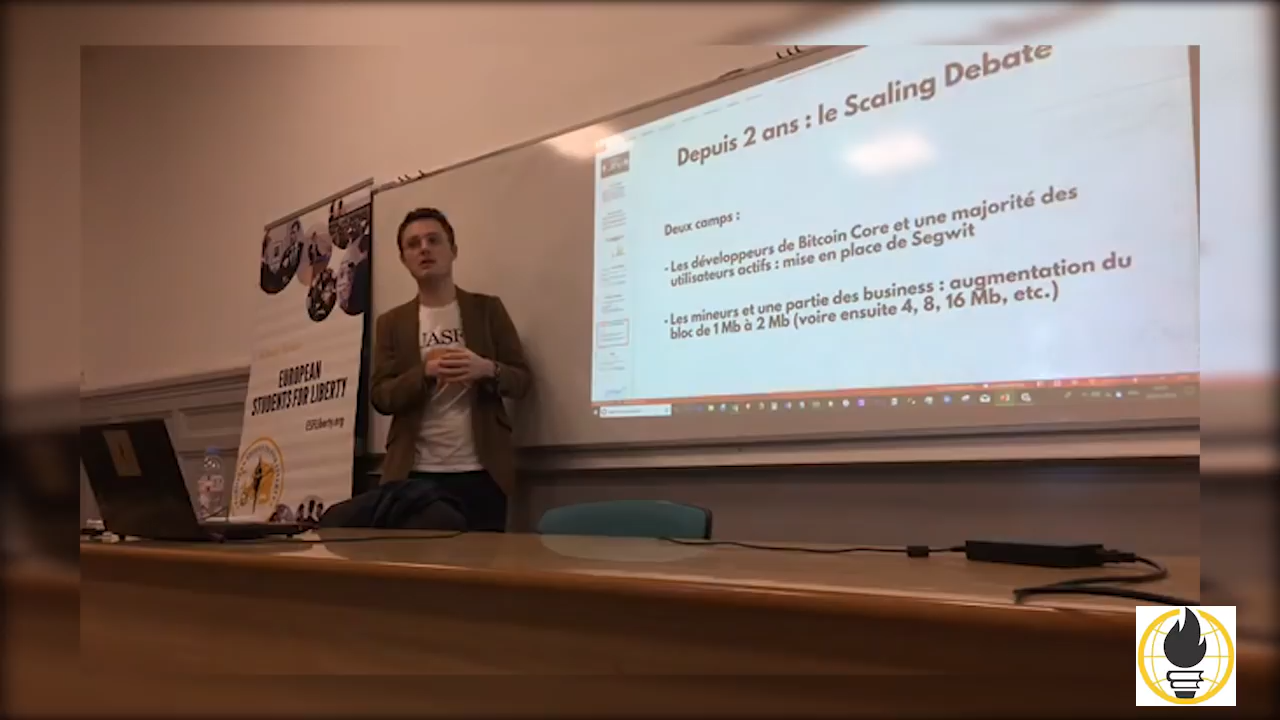 Depuis 2 ans : le Scaling Debate
Deux camps :
- Les développeurs de Bitcoin Core et une majorité des
utilisateurs actifs : mise en place de Segwit
- Les mineurs et une partie des business : augmentation du
bloc de 1 Mb à 2 Mb (voire ensuite 4, 8, 16 Mb, etc.)
EUROPEAN
STUDENTS FOR LIBERTY
ESFLiberty.org
UASF